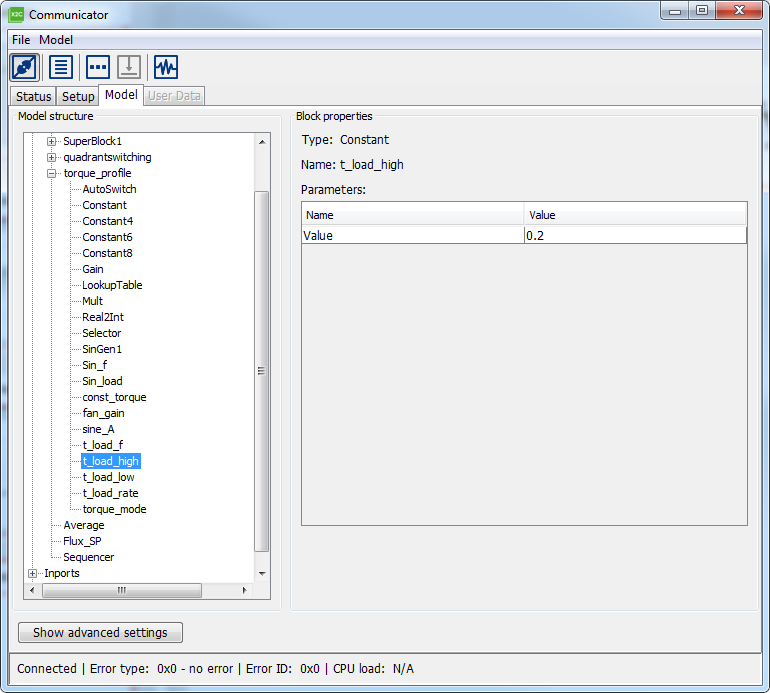 X2C Communicator
File Model
Status Setup Model User Data
Model structure
SuperBlock1
quadrantswitching
torque_profile
AutoSwitch
Constant
Constant4
Constant6
Constant8
Gain
LookupTable
Mult
Real2Int
Selector
SinGen1
Sin_f
Sin_load
const_torque
fan_gain
sine_A
t_load_f
t_load_high
t_load_low
t_load_rate
torque_mode
Average
Flux_SP
Sequencer
Inports
Block properties
Type: Constant
Name: t_load_high
Parameters:
Name Value
Value 0.2
Show advanced settings
Connected | Error type: 0x0 - no error | Error ID: 0x0 | CPU load: N/A